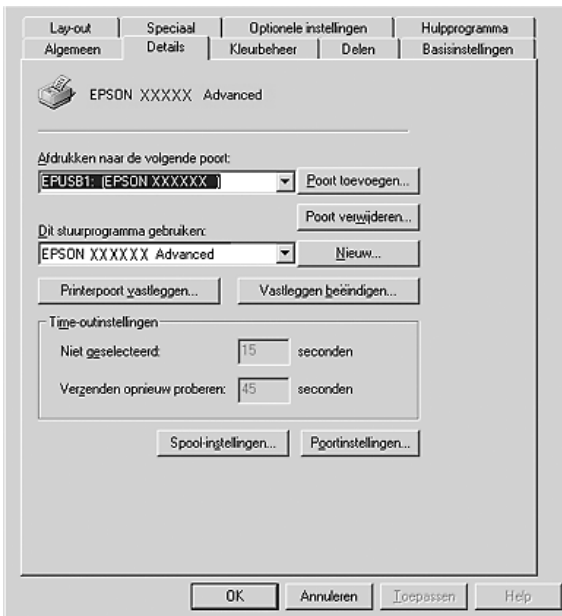 Lay-out Speciaal Optionele instellingen Hulpprogramma
Algemeen Details Kleurbeheer Delen Basisinstellingen
EPSON XXXXX Advanced
Afdrukken naar de volgende poort:
EPUSB1: (EPSON XXXXXX ) Poort toevoegen...
Poort verwijderen...
Dit stuurprogramma gebruiken:
EPSON XXXXXX Advanced Nieuw...
Printerpoort vastleggen... Vastleggen beëindigen...
Time-outinstellingen
Niet geselecteerd: 15 seconden
Verzenden opnieuw proberen: 45 seconden
Spool-instellingen... Poortinstellingen...
OK Annuleren Toepassen Help